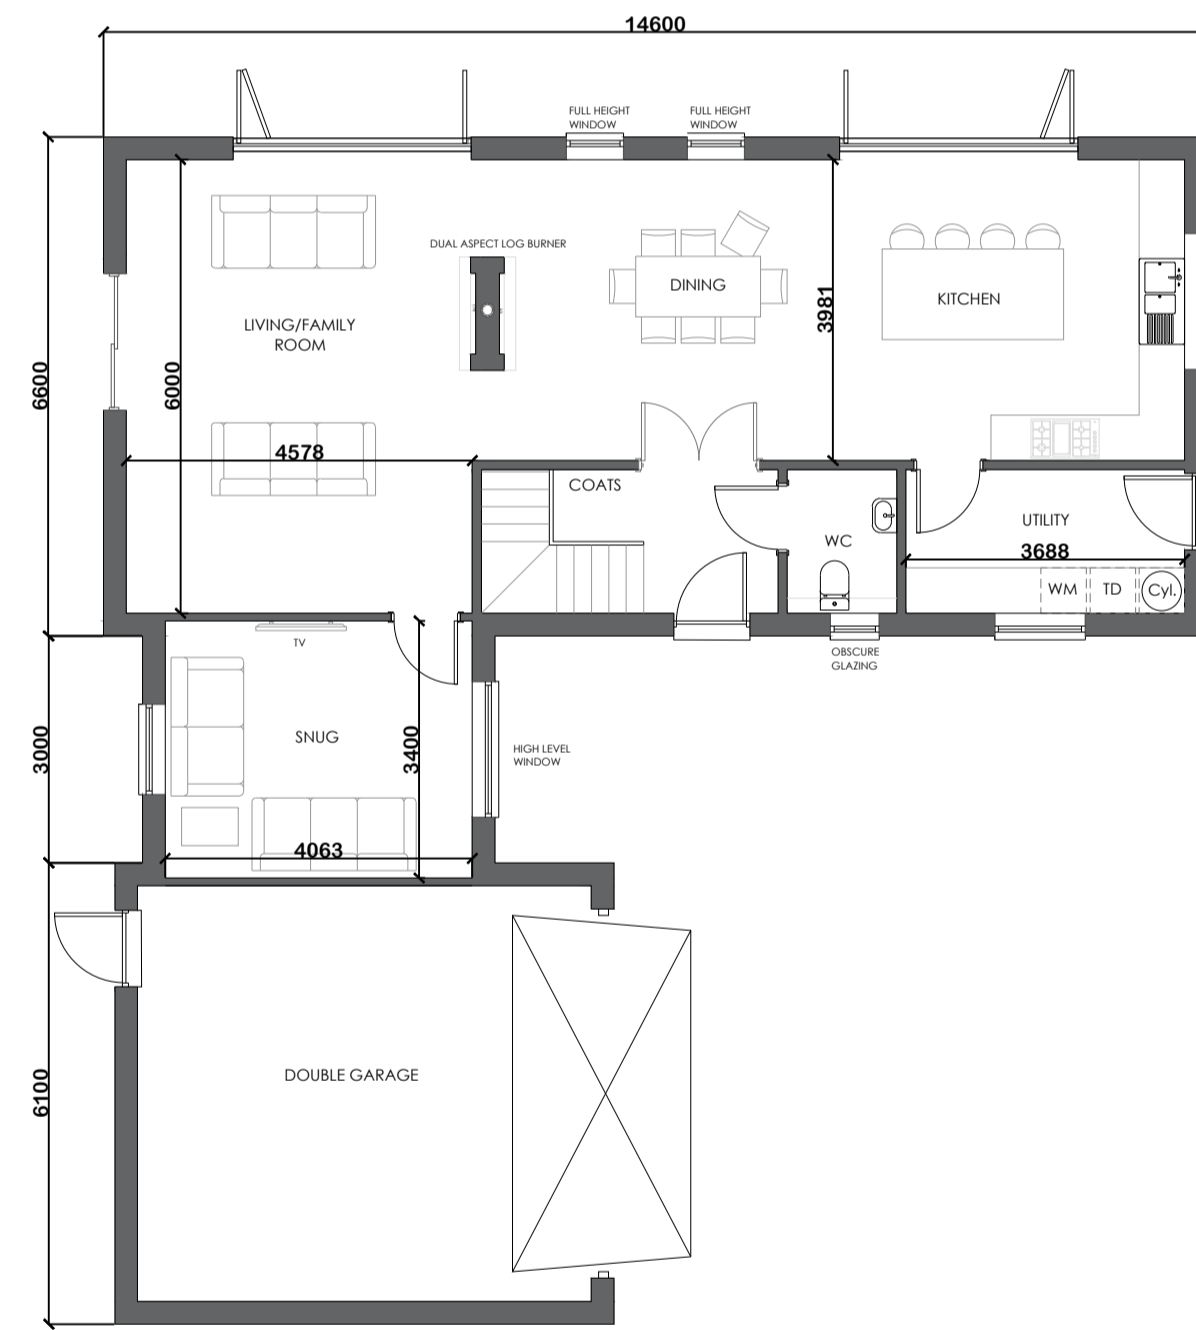 14600
FULL HEIGHT
WINDOW
FULL HEIGHT
WINDOW
DUAL ASPECT LOG BURNER
DINING
KITCHEN
3981
LIVING/FAMILY
ROOM
6600
6000
4578
COATS
WC
UTILITY
3688
WM
TD
Cyl.
TV
OBSCURE
GLAZING
SNUG
3000
3400
HIGH LEVEL
WINDOW
4063
DOUBLE GARAGE
6100